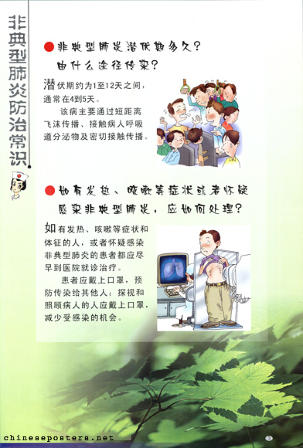 非典型肺炎防治常识
非典型肺炎潜伏期多久?
由什么途径传染?
潜伏期约为1至12天之间，
通常在4到5天。
该病主要通过短距离
飞沫传播、接触病人呼吸
道分泌物及密切接触传播。
如有发热、咳嗽等症状或者怀疑
感染非典型肺炎，应如何处理?
如有发热、咳嗽等症状和
体征的人，或者怀疑感染
非典型肺炎的患者都应尽
早到医院就诊治疗。
患者应戴上口罩，预
防传染给其他人；探视和
照顾病人的人应戴上口罩，
减少受感染的机会。
chineseposters.net